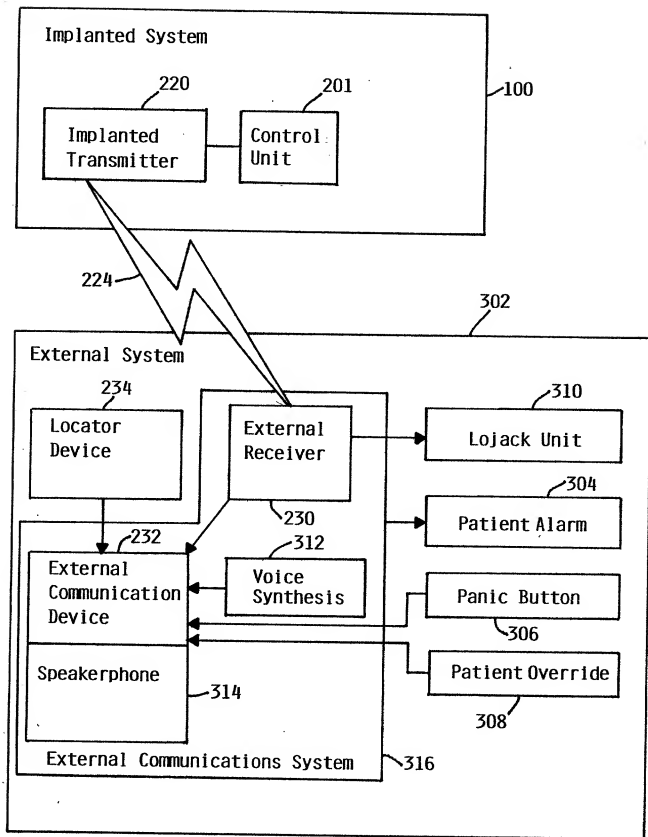 Implanted System
220
201
100
Implanted
Transmitter
Control
Unit
224
302
External System
234
310
Locator
Device
External
Receiver
Lojack Unit
304
232
230
Patient Alarm
312
External
Communication
Device
Voice
Synthesis
Panic Button
306
Speakerphone
314
Patient Override
308
External Communications System
316